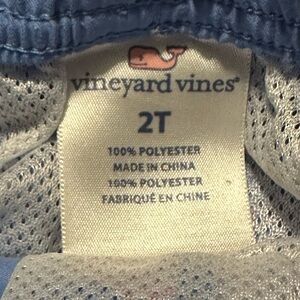 vineyard vines®
2T
100% POLYESTER
MADE IN CHINA
100% POLYESTER
FABRIQUÉ EN CHINE